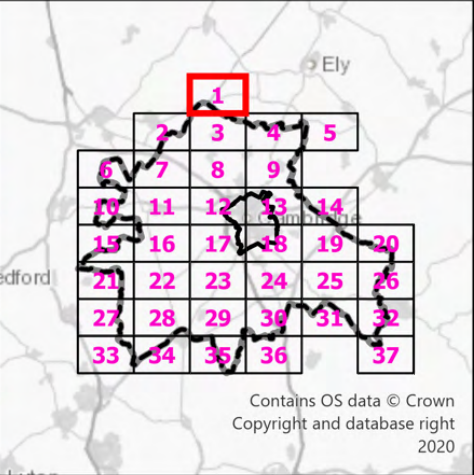 1
Ely
2 3 4 5
6 7 8 9
10 11 12 13 14
Cambridge
15 16 17 18 19 20
edford
21 22 23 24 25 26
27 28 29 30 31 32
33 34 35 36 37
Contains OS data © Crown
Copyright and database right
2020